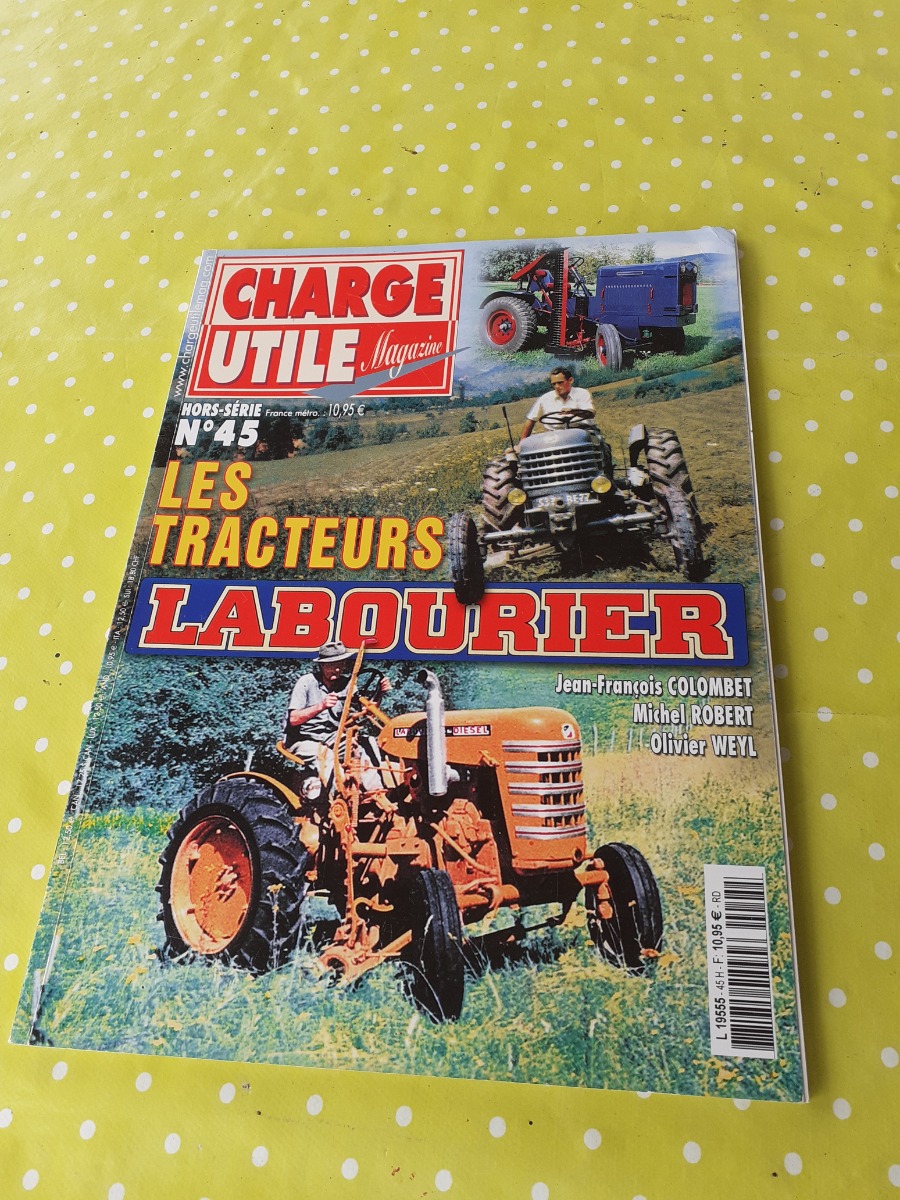 www.chargeutilemag.com
CHARGE
UTILE Magazine
HORS-SÉRIE France métro. : 10,95 €
N°45
LES
TRACTEURS
LABOURIER
Jean-François COLOMBET
Michel ROBERT
Olivier WEYL
DIESEL
L 19555 - 45 H - F: 10,95 € - RD